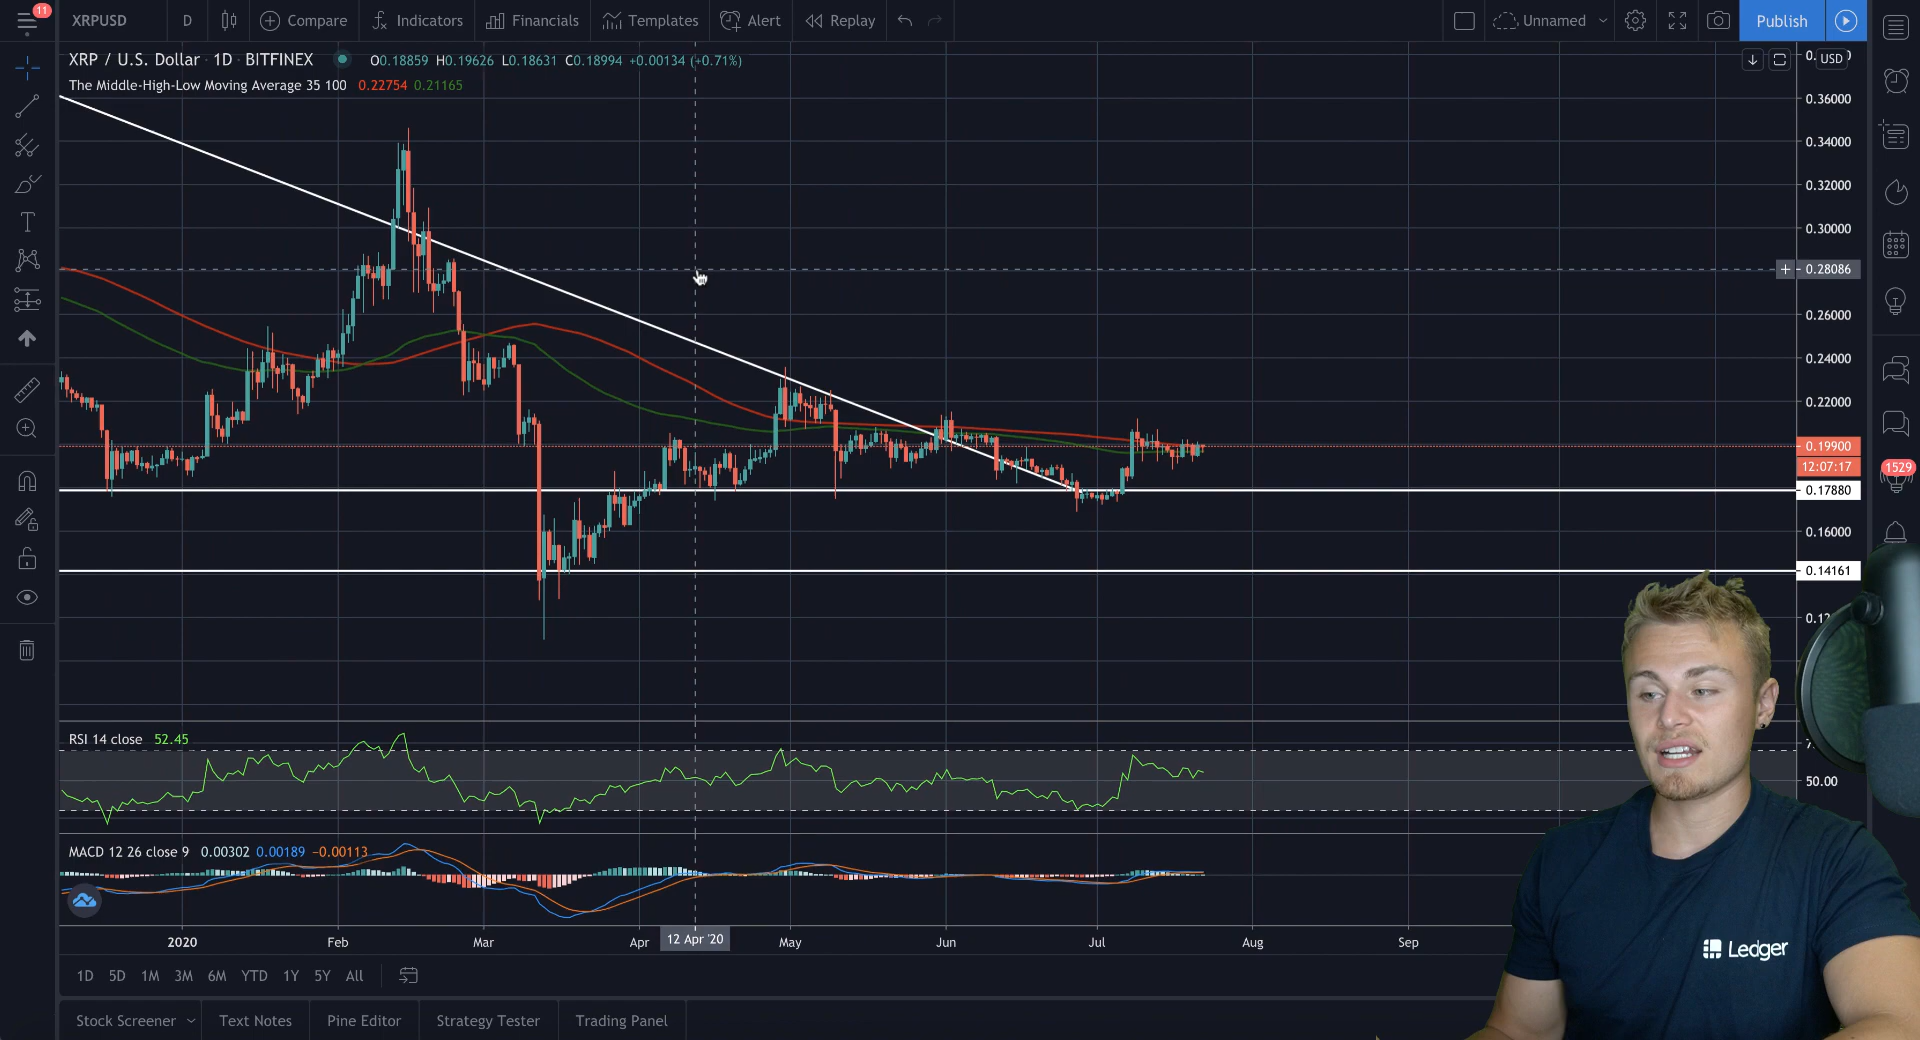 11
XRPUSD D Compare Indicators Financials Templates Alert Replay Unnamed Publish
XRP / U.S. Dollar · 1D · BITFINEX O0.18859 H0.19626 L0.18631 C0.18994 +0.00134 (+0.71%)
USD
The Middle-High-Low Moving Average 35 100 0.22754 0.21165
0.36000
0.34000
0.32000
0.30000
0.28086
0.26000
0.24000
0.22000
0.19900
12:07:17
1529
0.17880
0.16000
0.14161
RSI 14 close 52.45
50.00
MACD 12 26 close 9 0.00302 0.00189 −0.00113
2020 Feb Mar Apr 12 Apr '20 May Jun Jul Aug Sep
Ledger
1D 5D 1M 3M 6M YTD 1Y 5Y All
Stock Screener Text Notes Pine Editor Strategy Tester Trading Panel